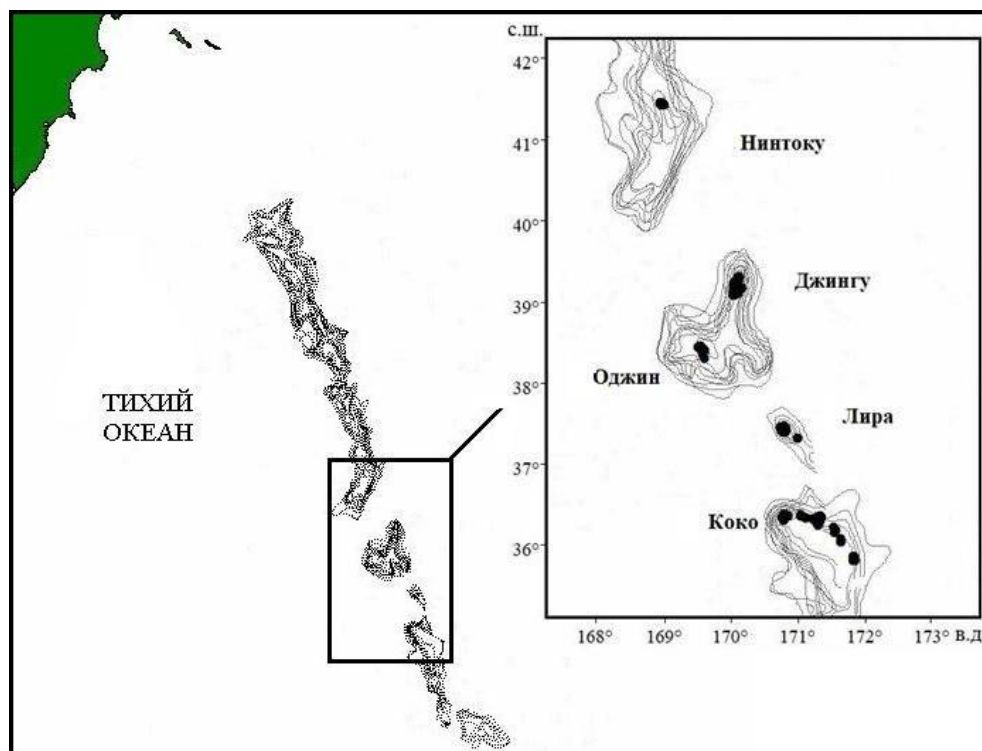 ТИХИЙ
ОКЕАН
с.ш.
42°
41°
40°
39°
38°
37°
36°
Нинтоку
Джингу
Оджин
Лира
Коко
168° 169° 170° 171° 172° 173° в.д